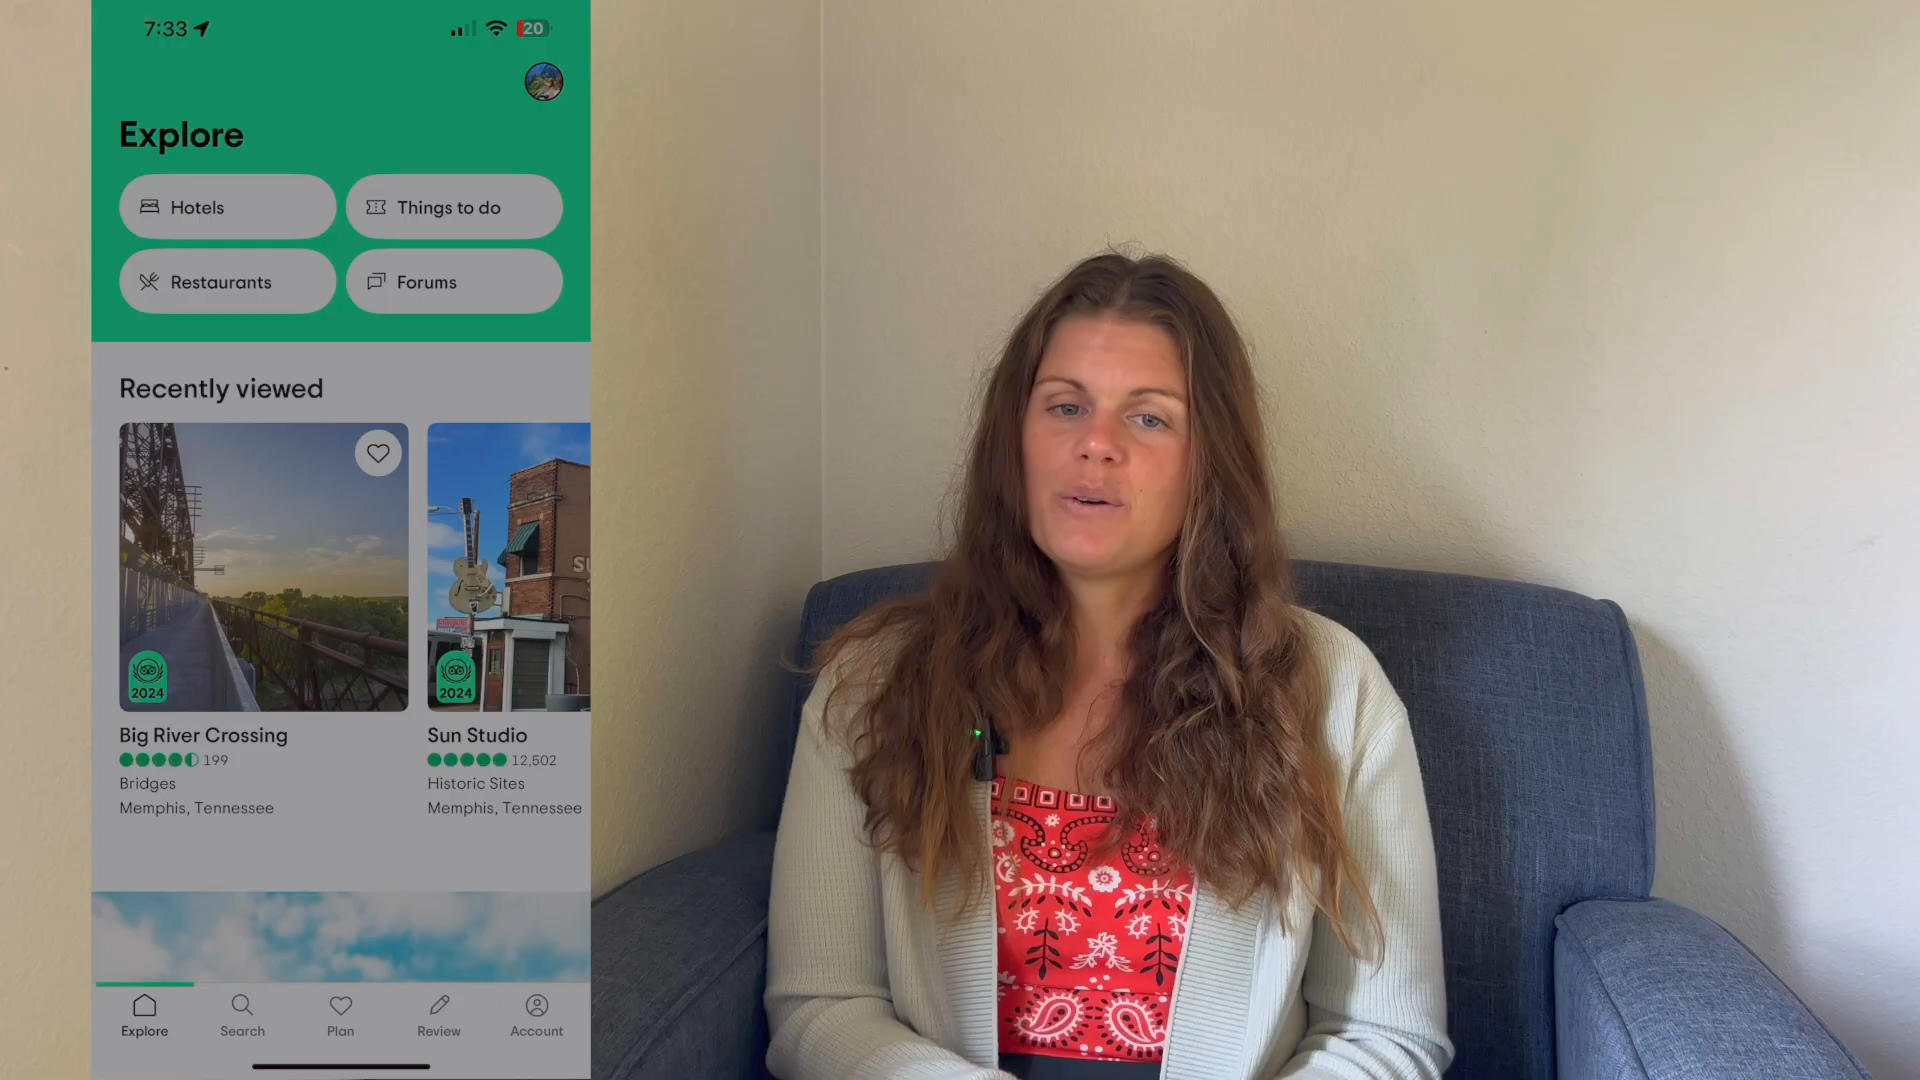 7:33
20
Explore
Hotels
Things to do
Restaurants
Forums
Recently viewed
2024
2024
Big River Crossing
199
Bridges
Memphis, Tennessee
Sun Studio
12,502
Historic Sites
Memphis, Tennessee
Explore
Search
Plan
Review
Account